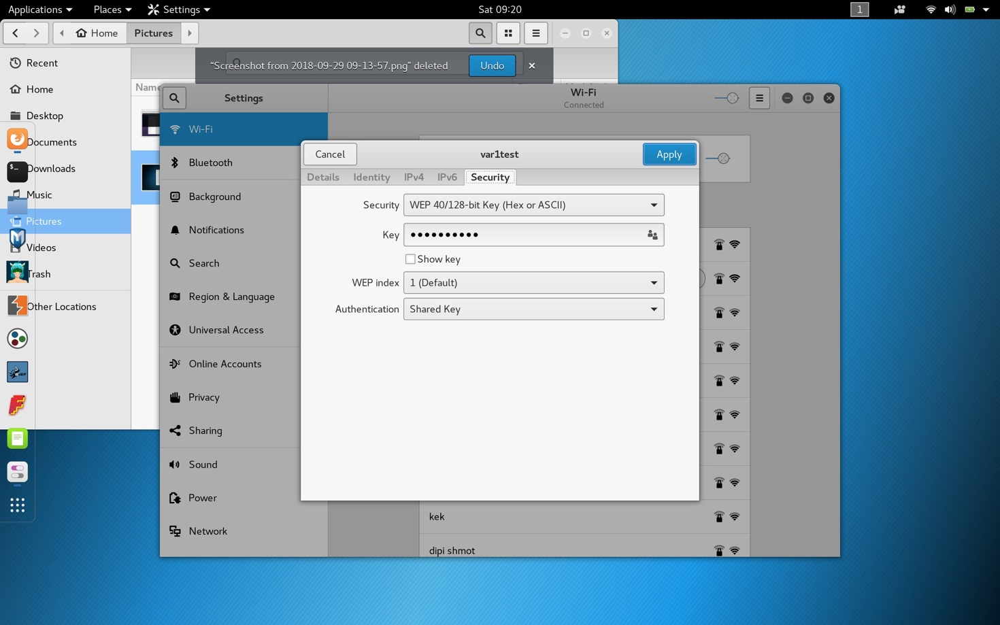 Applications Places Settings Sat 09:20 1
Home Pictures
Recent
Home
Desktop
Documents
Downloads
Music
Pictures
Videos
Trash
Other Locations
“Screenshot from 2018-09-29 09-13-57.png” deleted Undo
Name
Settings
Wi-Fi
Connected
Wi-Fi
Bluetooth
Background
Notifications
Search
Region & Language
Universal Access
Online Accounts
Privacy
Sharing
Sound
Power
Network
Cancel var1test Apply
Details Identity IPv4 IPv6 Security
Security WEP 40/128-bit Key (Hex or ASCII)
Key ●●●●●●●●●●
Show key
WEP index 1 (Default)
Authentication Shared Key
kek
dipi shmot